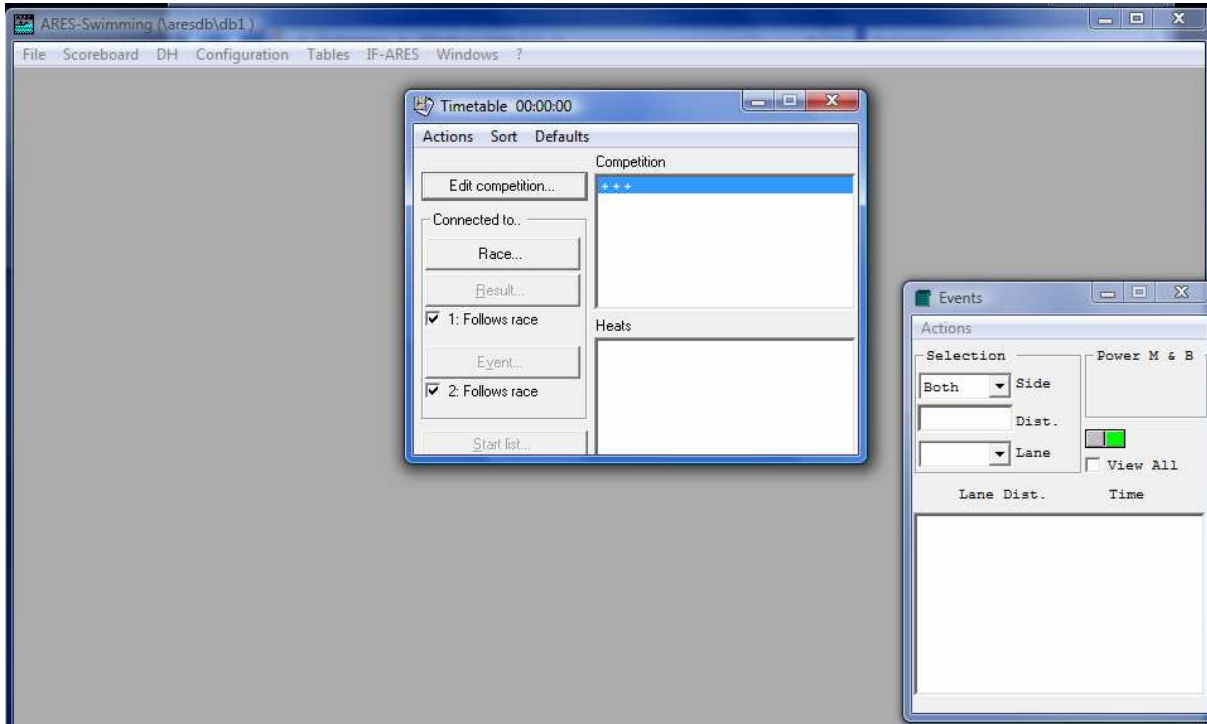 ARES-Swimming (\aresdb\db1 )
File Scoreboard DH Configuration Tables IF-ARES Windows ?
Timetable 00:00:00
Actions Sort Defaults
Competition
Edit competition...
+ + +
Connected to..
Race...
Result...
1: Follows race
Heats
Event...
2: Follows race
Start list...
Events
Actions
Selection
Power M & B
Both
Side
Dist.
Lane
View All
Lane Dist. Time